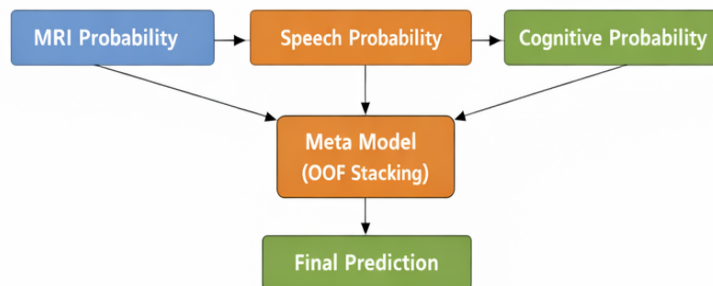 MRI Probability
Speech Probability
Cognitive Probability
Meta Model
(OOF Stacking)
Final Prediction